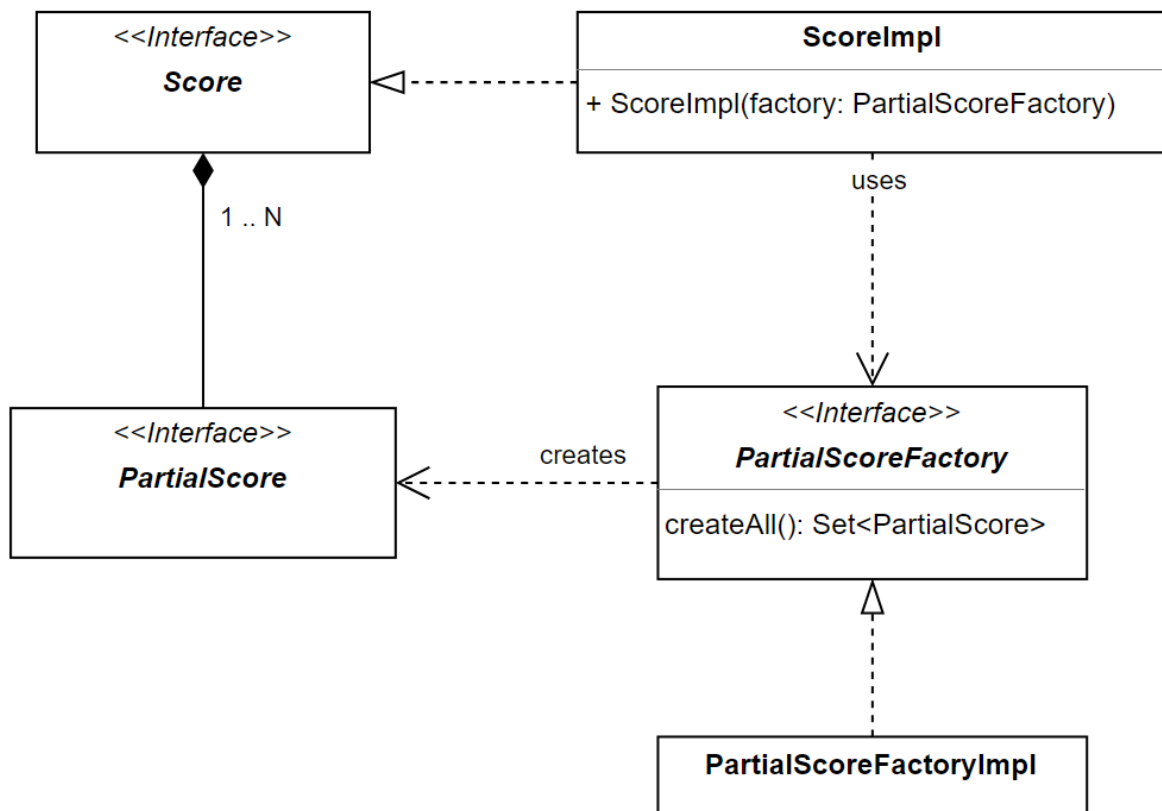 <<Interface>>
Score
ScoreImpl
+ ScoreImpl(factory: PartialScoreFactory)
uses
1 .. N
<<Interface>>
PartialScore
creates
<<Interface>>
PartialScoreFactory
createAll(): Set<PartialScore>
PartialScoreFactoryImpl